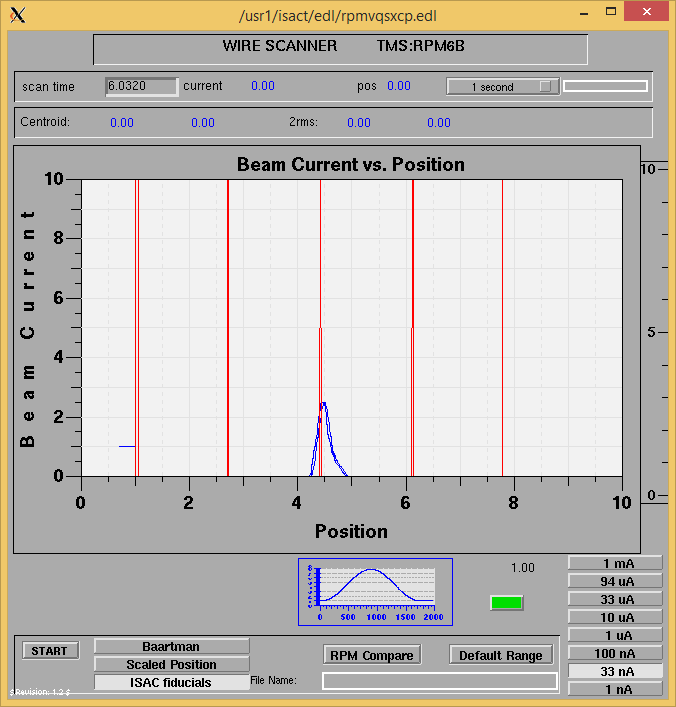 /usr1/isact/edl/rpmvqsxcp.edl
WIRE SCANNER TMS:RPM6B
scan time 6.0320 current 0.00 pos 0.00 1 second
Centroid: 0.00 0.00 2rms: 0.00 0.00
Beam Current vs. Position
10
8
6
4
2
0
Beam Current
0 2 4 6 8 10
Position
10
5
0
8
0 500 1000 1500 2000
1.00
1 mA
94 uA
33 uA
10 uA
1 uA
100 nA
33 nA
1 nA
START
Baartman
Scaled Position
ISAC fiducials
RPM Compare
Default Range
File Name:
$Revision: 1.2 $